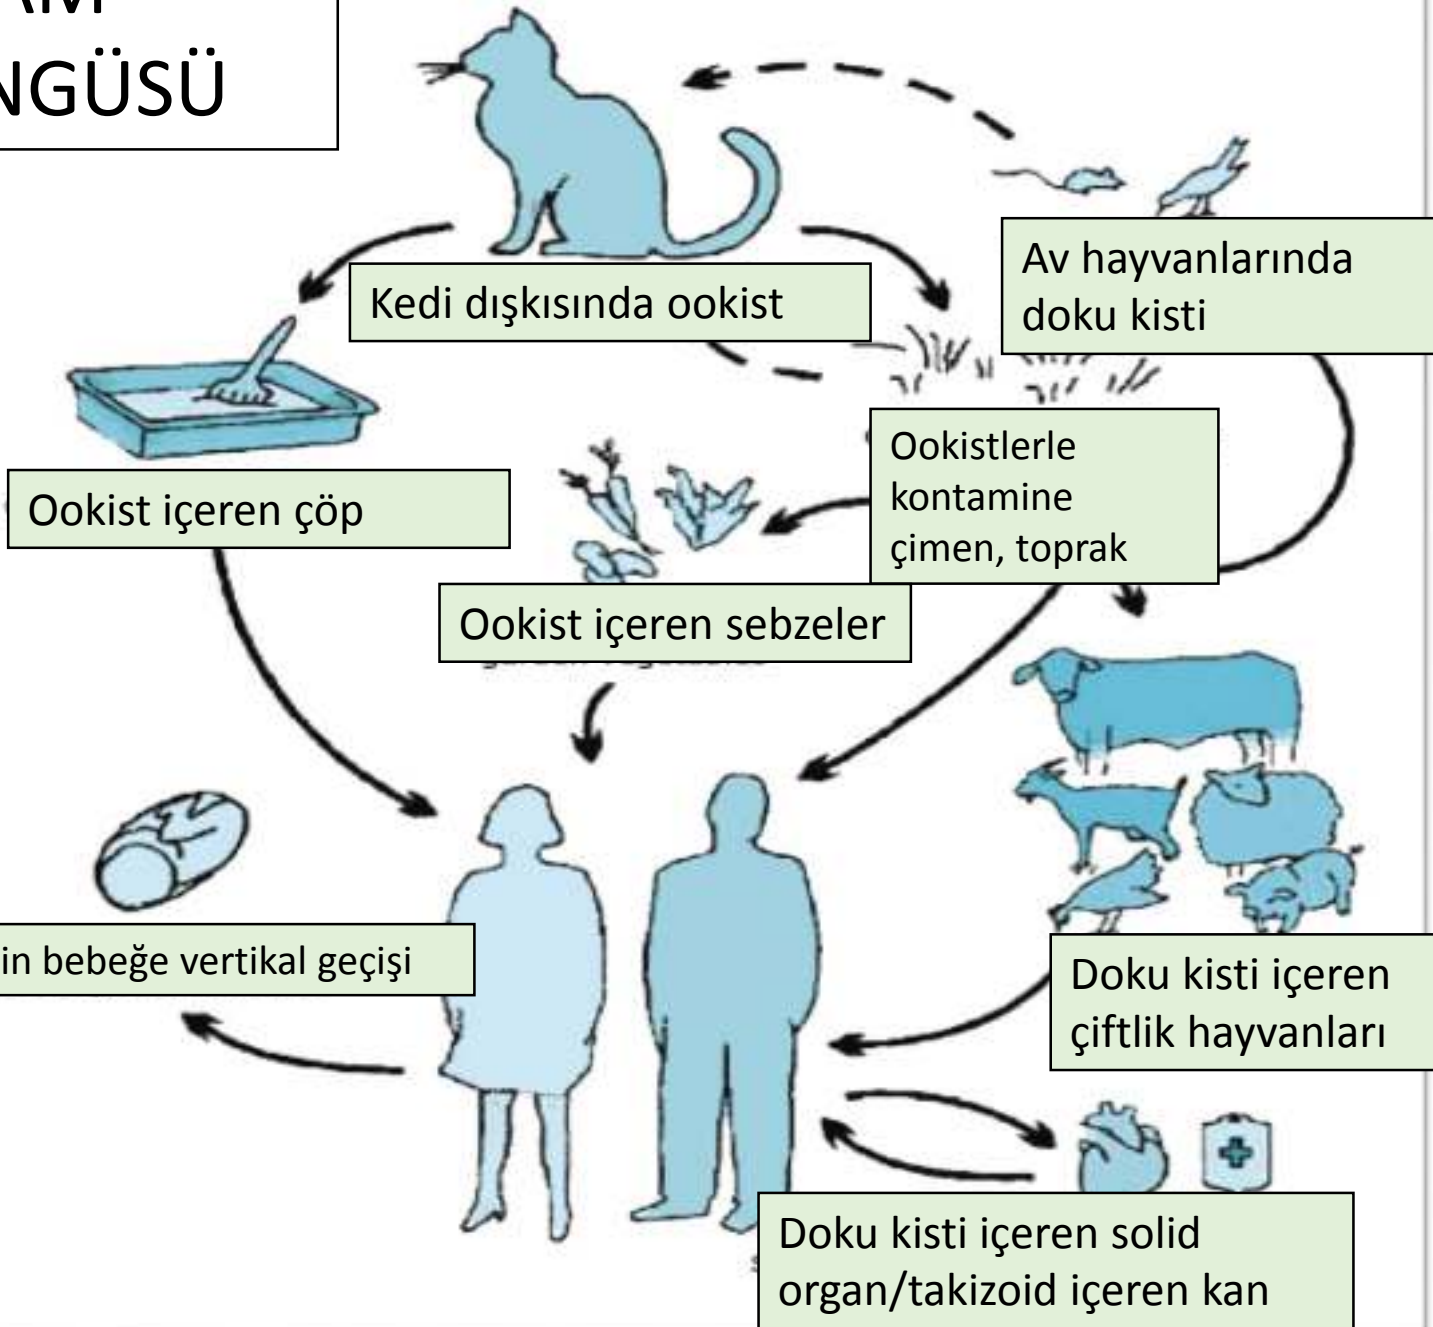 AM
NGÜSÜ
Kedi dışkısında ookist
Av hayvanlarında
doku kisti
Ookist içeren çöp
Ookistlerle
kontamine
çimen, toprak
Ookist içeren sebzeler
in bebeğe vertikal geçişi
Doku kisti içeren
çiftlik hayvanları
Doku kisti içeren solid
organ/takizoid içeren kan